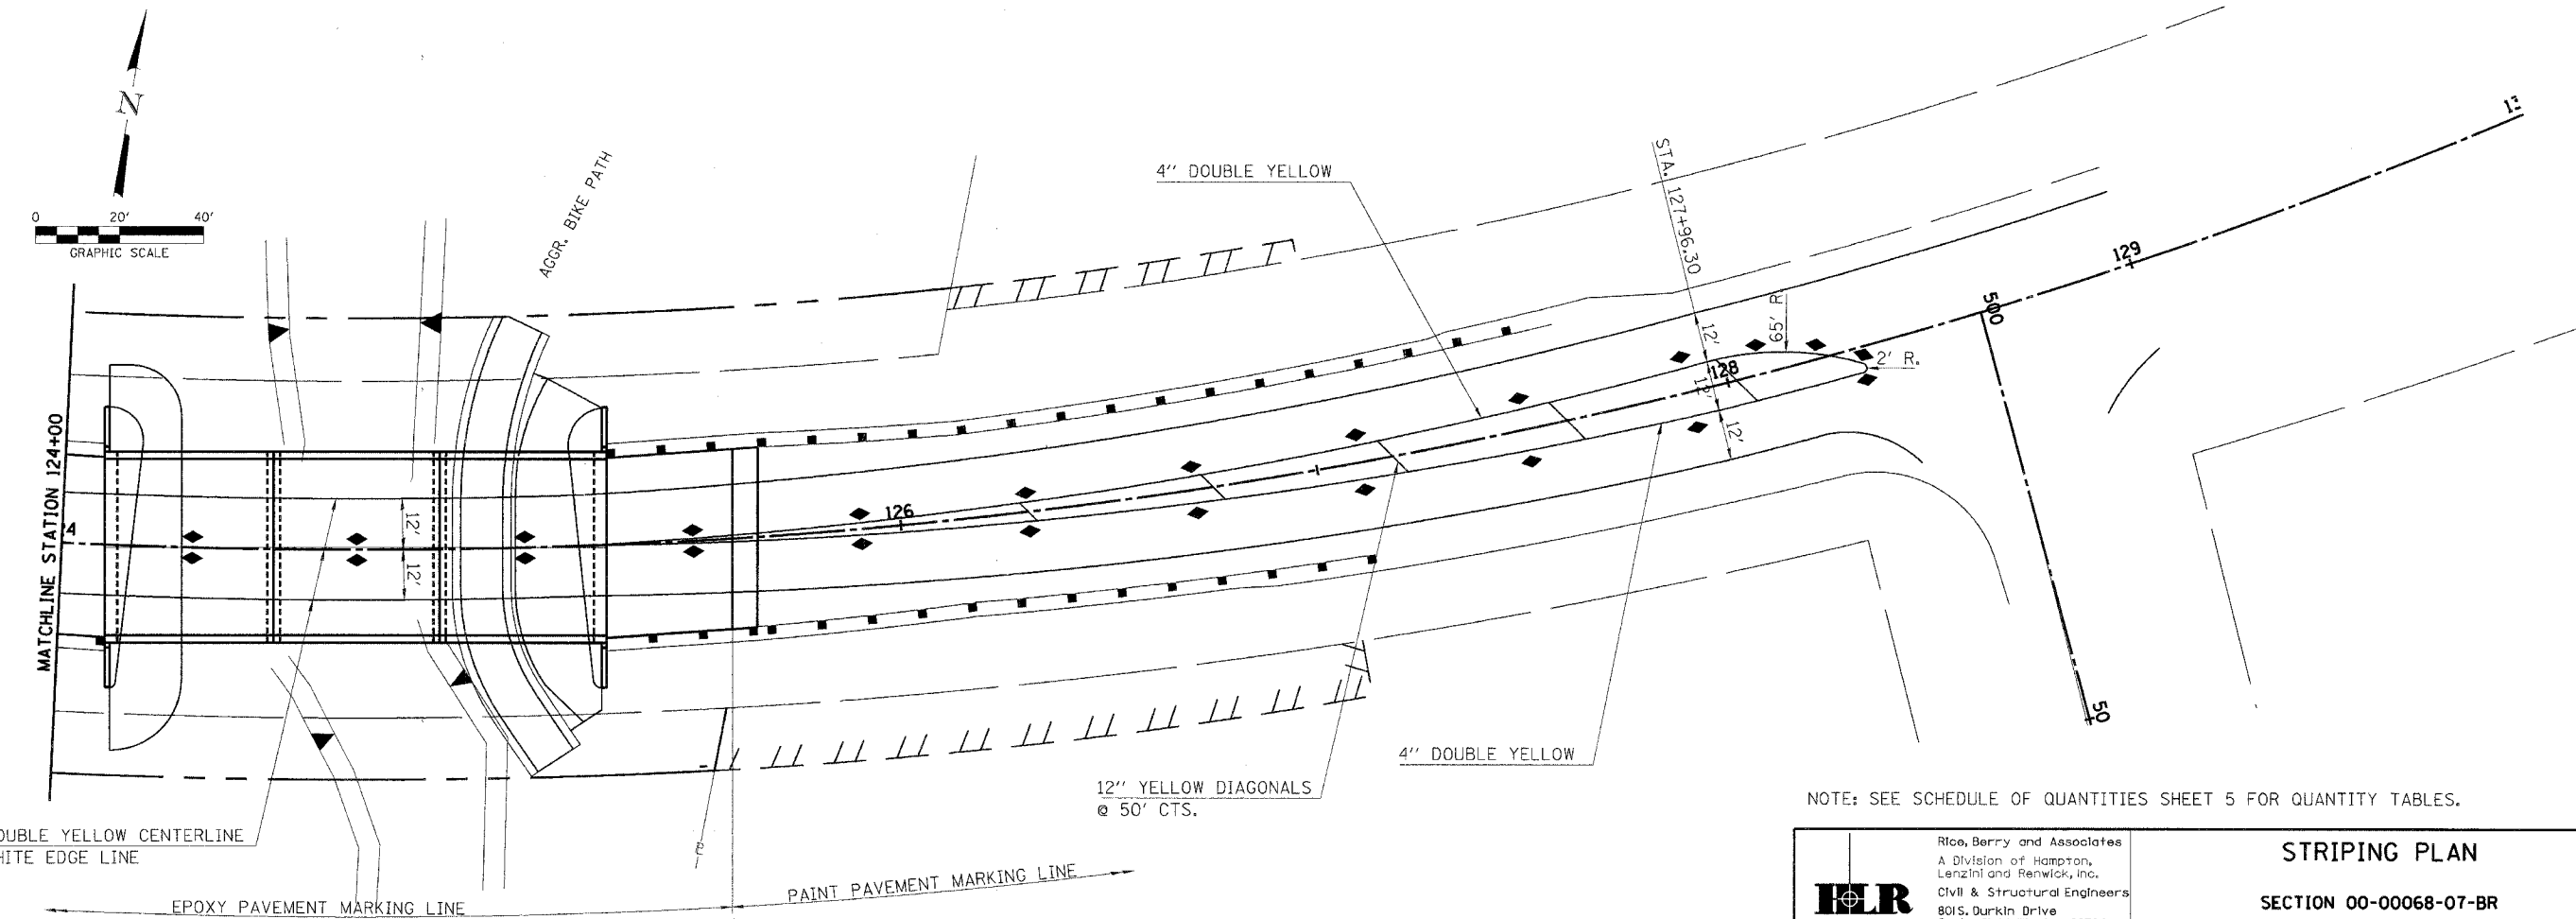 N
0 20' 40'
GRAPHIC SCALE
AGGR. BIKE PATH
4'' DOUBLE YELLOW
STA. 127+96.30
12'
65' R.
2' R.
128
12'
12'
129
500
50
MATCHLINE STATION 124+00
12'
12'
126
4'' DOUBLE YELLOW
12'' YELLOW DIAGONALS
@ 50' CTS.
DOUBLE YELLOW CENTERLINE
WHITE EDGE LINE
EPOXY PAVEMENT MARKING LINE
PAINT PAVEMENT MARKING LINE
NOTE: SEE SCHEDULE OF QUANTITIES SHEET 5 FOR QUANTITY TABLES.
HLR
Rice, Berry and Associates
A Division of Hampton,
Lenzini and Renwick, Inc.
Civil & Structural Engineers
801 S. Durkin Drive
STRIPING PLAN
SECTION 00-00068-07-BR